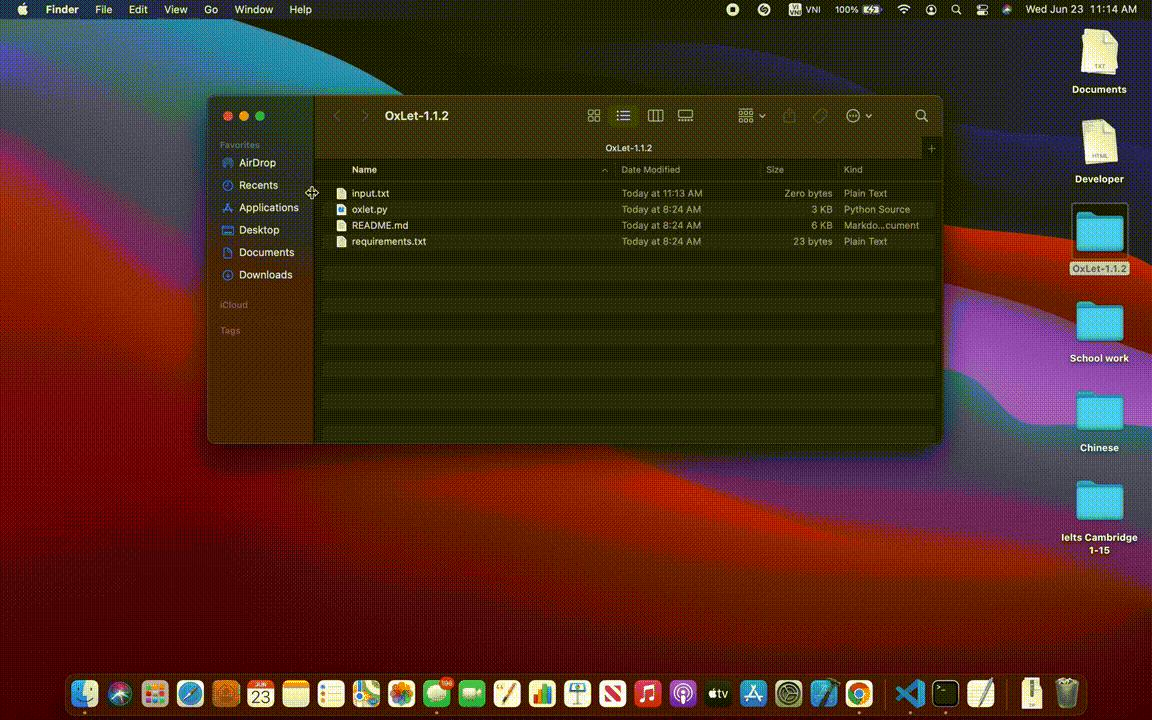 Finder File Edit View Go Window Help VNI 100% Wed Jun 23 11:14 AM
OxLet-1.1.2
OxLet-1.1.2
Favorites
AirDrop
Recents
Applications
Desktop
Documents
Downloads
iCloud
Tags
Name Date Modified Size Kind
input.txt Today at 11:13 AM Zero bytes Plain Text
oxlet.py Today at 8:24 AM 3 KB Python Source
README.md Today at 8:24 AM 6 KB Markdo...cument
requirements.txt Today at 8:24 AM 23 bytes Plain Text
TXT
Documents
HTML
Developer
OxLet-1.1.2
School work
Chinese
Ielts Cambridge
1-15
JUN
23
tv
ZIP